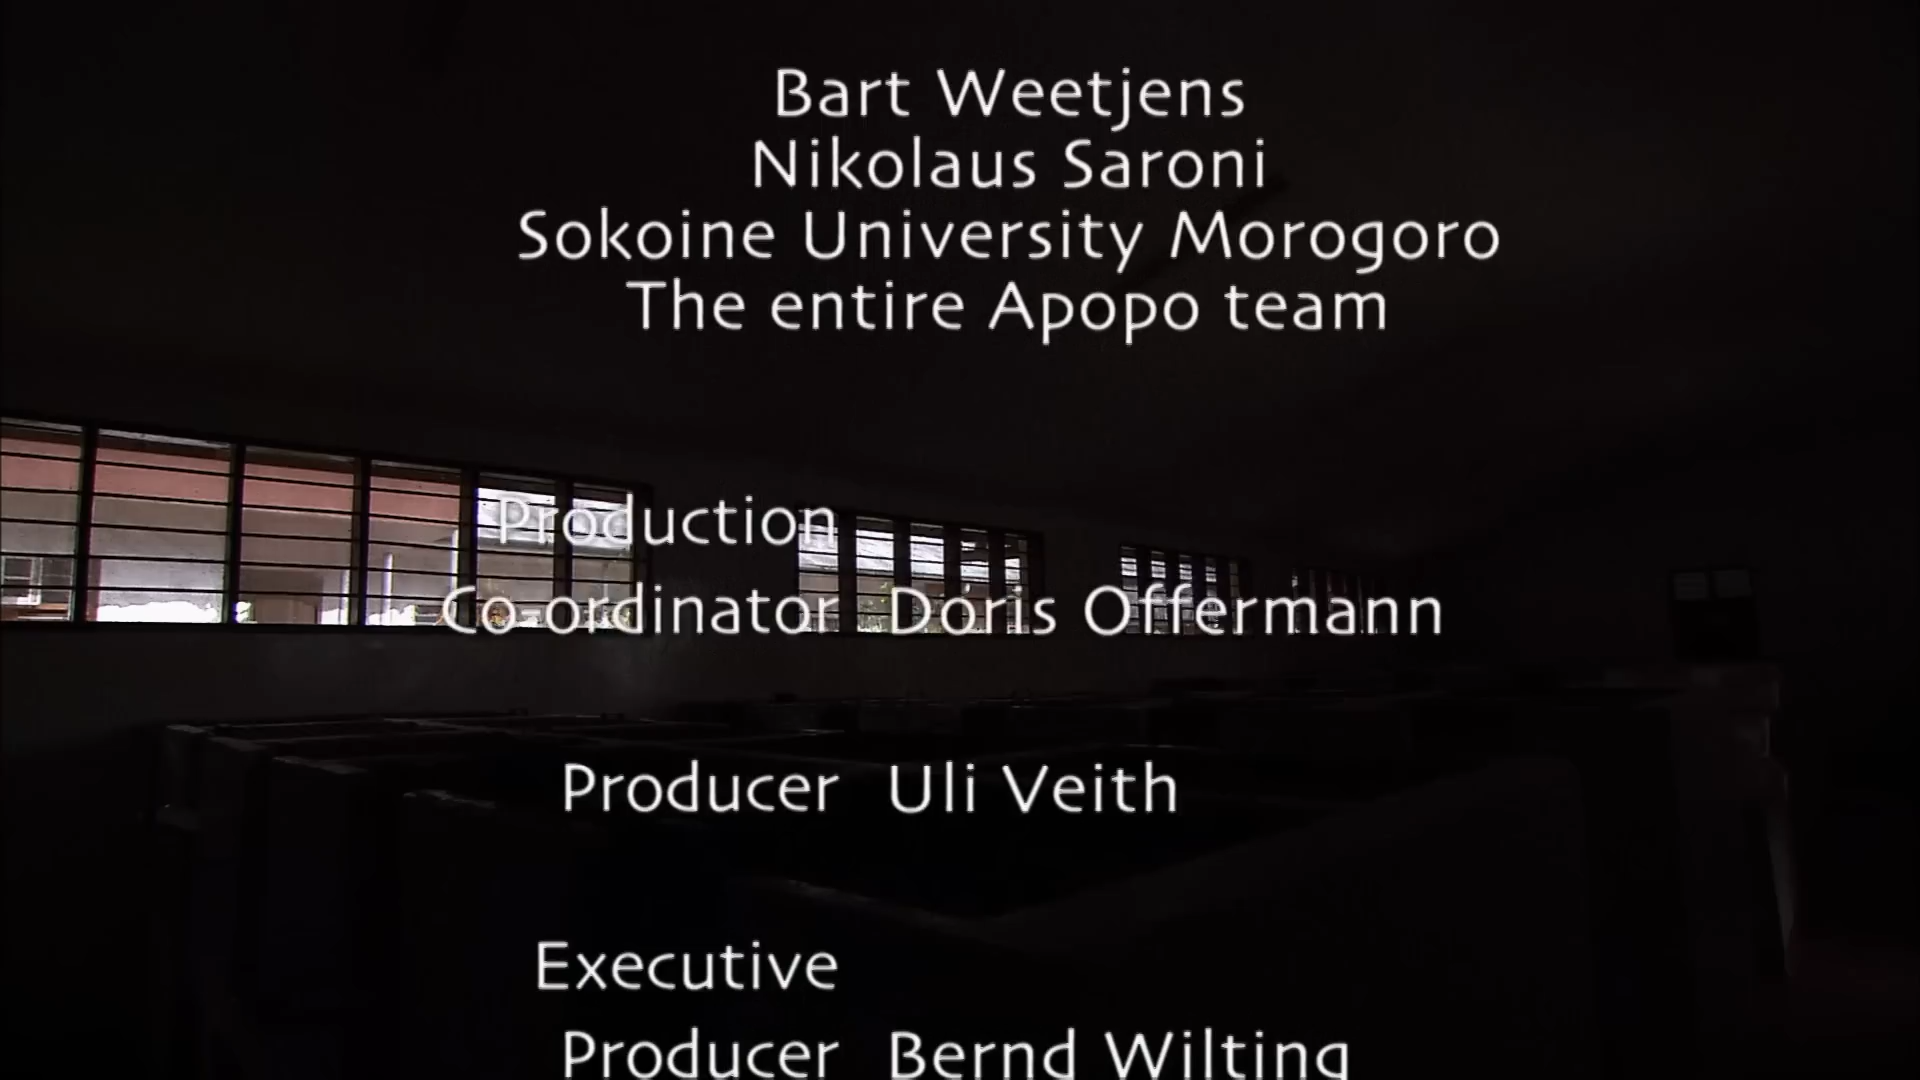 Bart Weetjens
Nikolaus Saroni
Sokoine University Morogoro
The entire Apopo team
Production
Co-ordinator Doris Offermann
Producer Uli Veith
Executive
Producer Bernd Wilting